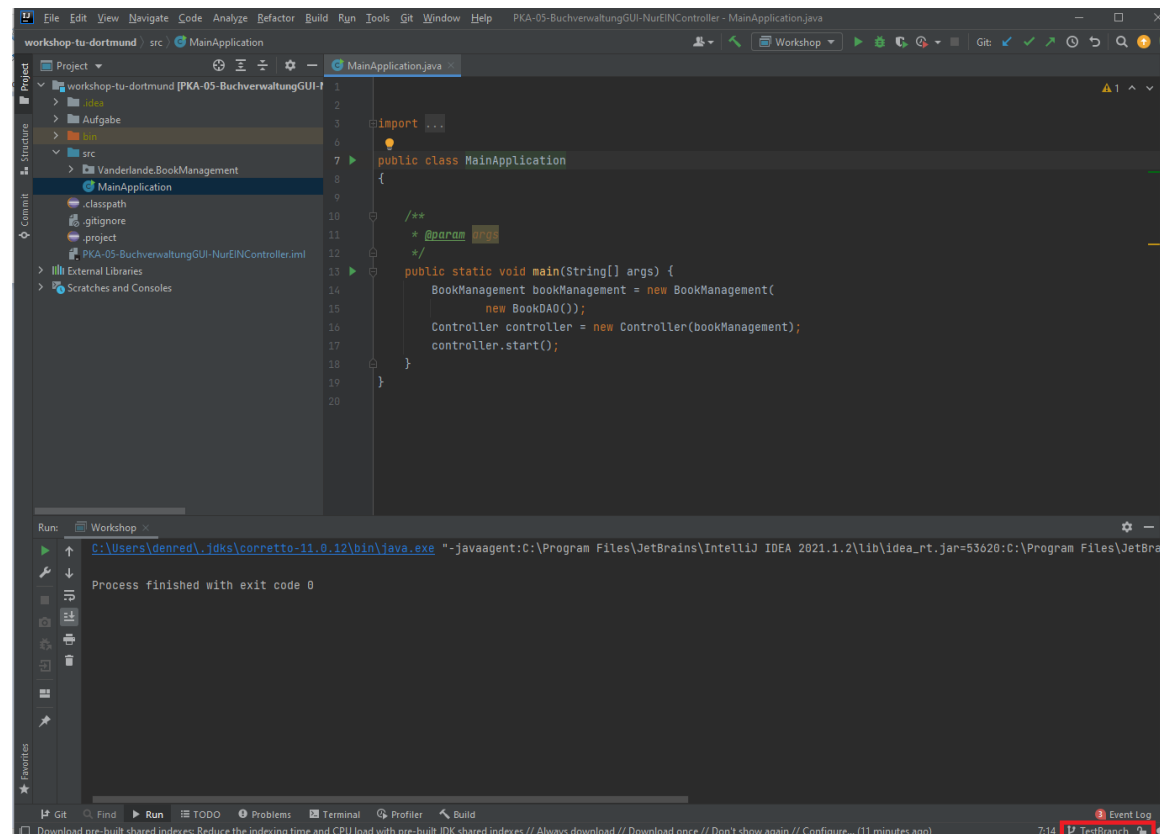 File Edit View Navigate Code Analyze Refactor Build Run Tools Git Window Help PKA-05-BuchverwaltungGUI-NurEINController - MainApplication.java
workshop-tu-dortmund src MainApplication Workshop Git:
Project
Project MainApplication.java
workshop-tu-dortmund [PKA-05-BuchverwaltungGUI-N 1 1
.idea 2
Aufgabe 3 import ...
bin 6
src 7 public class MainApplication
Vanderlande.BookManagement 8 {
MainApplication 9
.classpath
.gitignore 10 /**
.project 11 * @param args
PKA-05-BuchverwaltungGUI-NurEINController.iml 12 */
External Libraries 13 public static void main(String[] args) {
Scratches and Consoles 14 BookManagement bookManagement = new BookManagement(
15 new BookDAO());
16 Controller controller = new Controller(bookManagement);
17 controller.start();
18 }
19 }
20
Structure
Commit
Run: Workshop
C:\Users\denred\.jdks\corretto-11.0.12\bin\java.exe "-javaagent:C:\Program Files\JetBrains\IntelliJ IDEA 2021.1.2\lib\idea_rt.jar=53620:C:\Program Files\JetBra
Process finished with exit code 0
Favorites
Git Find Run TODO Problems Terminal Profiler Build 3 Event Log
Download pre-built shared indexes: Reduce the indexing time and CPU load with pre-built JDK shared indexes // Always download // Download once // Don't show again // Configure... (11 minutes ago) 7:14 TestBranch